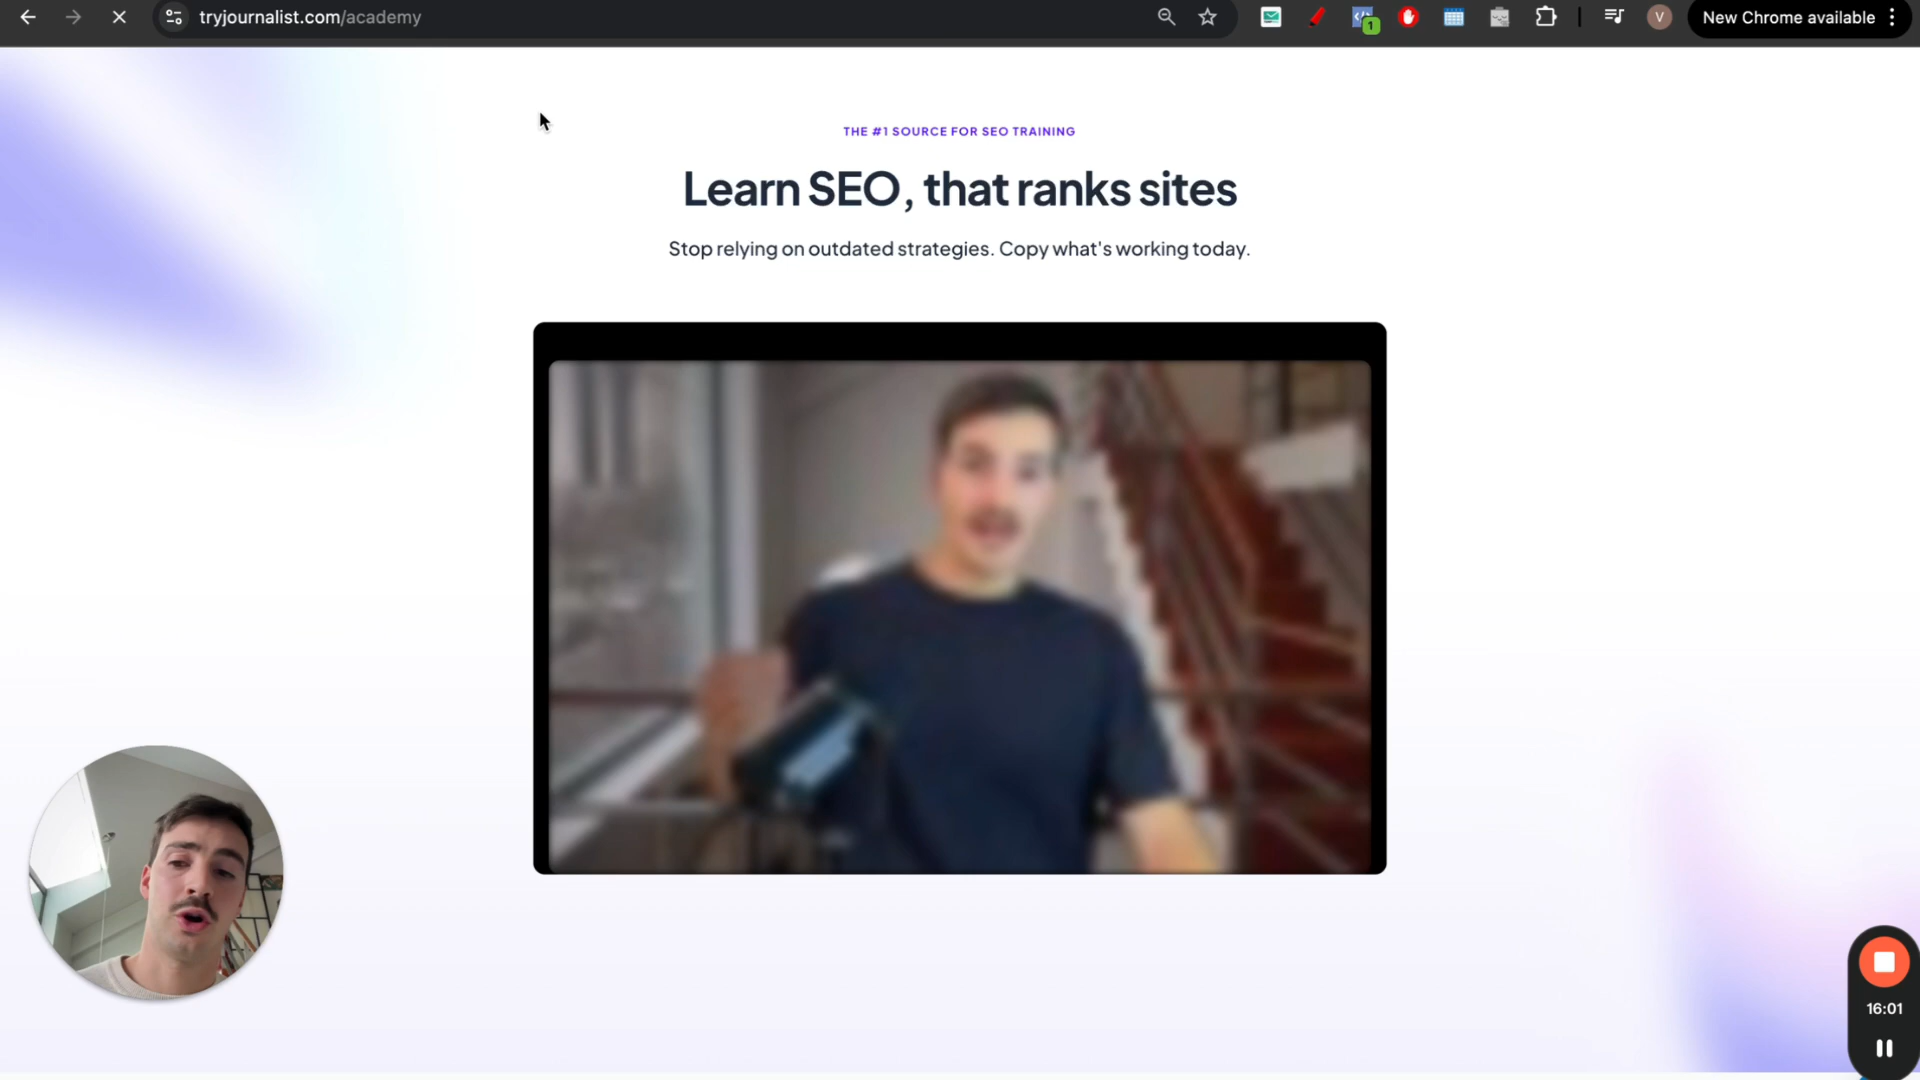 tryjournalist.com/academy
1
V
New Chrome available
THE #1 SOURCE FOR SEO TRAINING
Learn SEO, that ranks sites
Stop relying on outdated strategies. Copy what's working today.
16:01